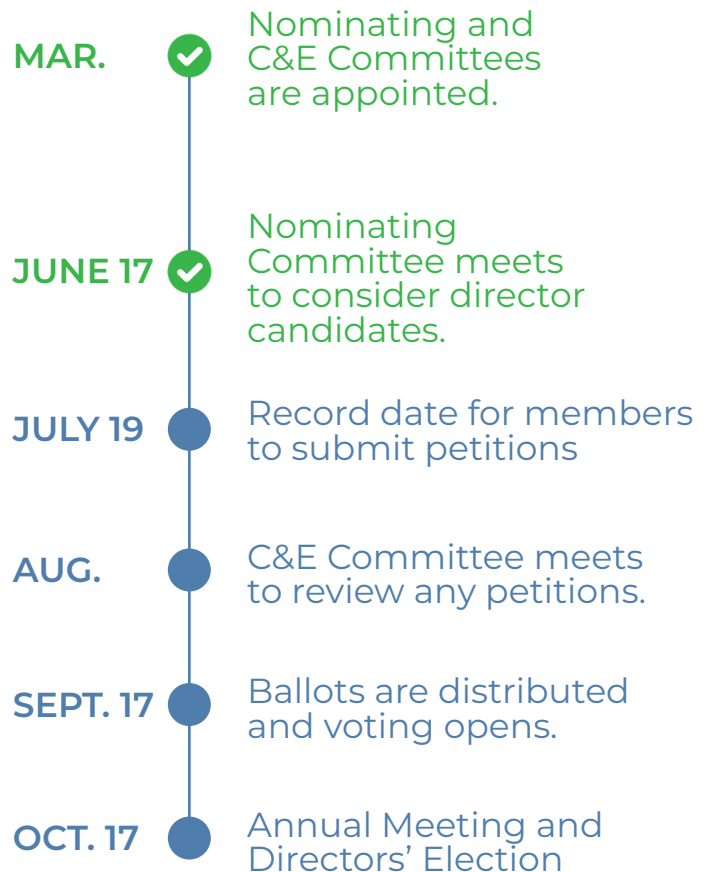 MAR.
Nominating and
C&E Committees
are appointed.
JUNE 17
Nominating
Committee meets
to consider director
candidates.
JULY 19
Record date for members
to submit petitions
AUG.
C&E Committee meets
to review any petitions.
SEPT. 17
Ballots are distributed
and voting opens.
OCT. 17
Annual Meeting and
Directors’ Election